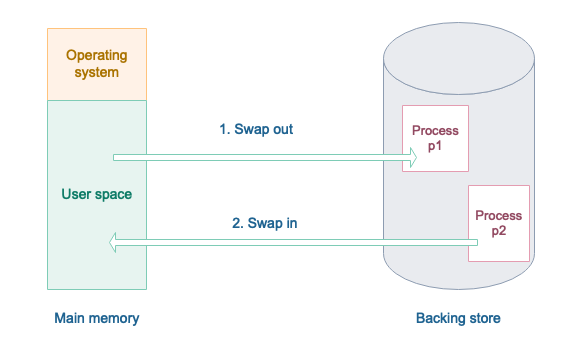 Operating
system
1. Swap out
Process
p1
User space
2. Swap in
Process
p2
Main memory
Backing store